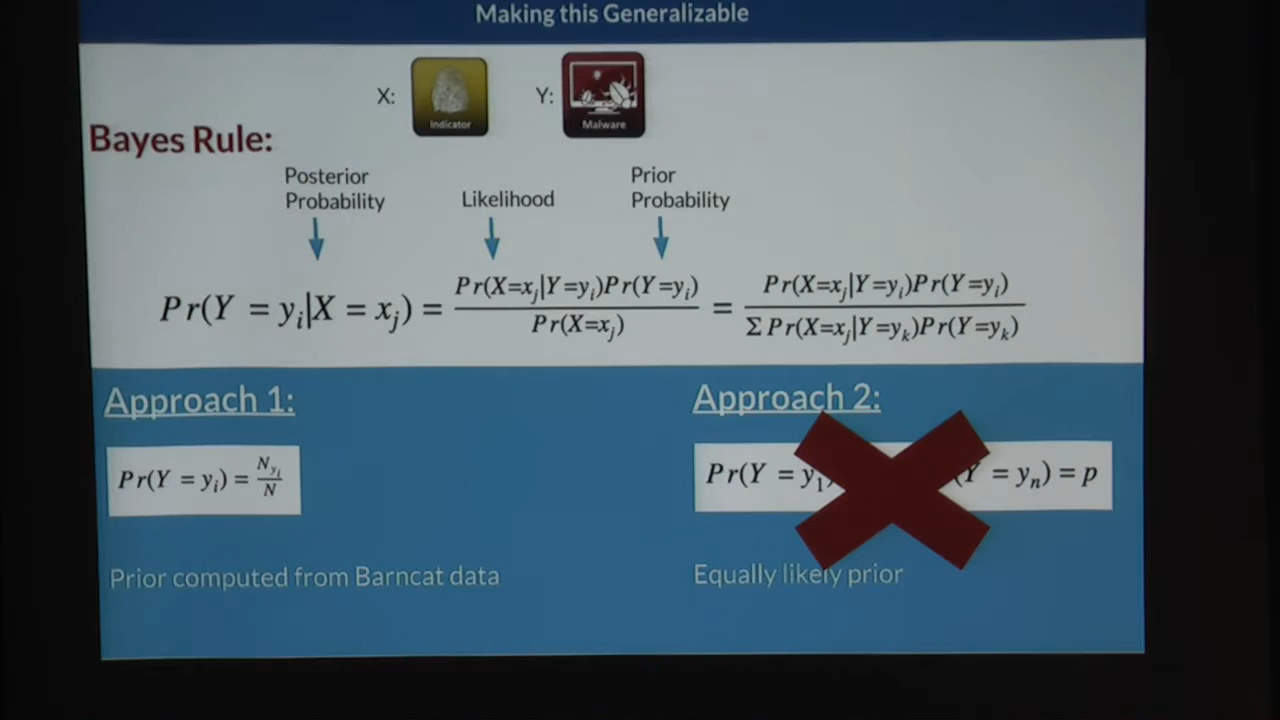 Making this Generalizable
X: Indicator Y: Malware
Bayes Rule:
Posterior Probability
Likelihood
Prior Probability
Pr(Y = y_i|X = x_j) = Pr(X=x_j|Y=y_i)Pr(Y=y_i) / Pr(X=x_j) = Pr(X=x_j|Y=y_i)Pr(Y=y_i) / Σ Pr(X=x_j|Y=y_k)Pr(Y=y_k)
Approach 1:
Pr(Y = y_i) = N_{y_i} / N
Prior computed from Barncat data
Approach 2:
Pr(Y = y_1) Y = y_n) = p
Equally likely prior